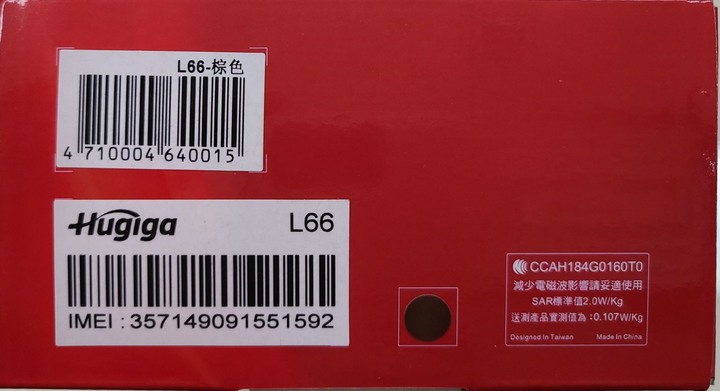 L66-棕色
4 710004 640015
Hugiga L66
IMEI : 357149091551592
CCAH184G0160T0
減少電磁波影響請妥適使用
SAR標準值2.0W/Kg
送測產品實測值為:0.107W/Kg
Designed In Taiwan Made In China